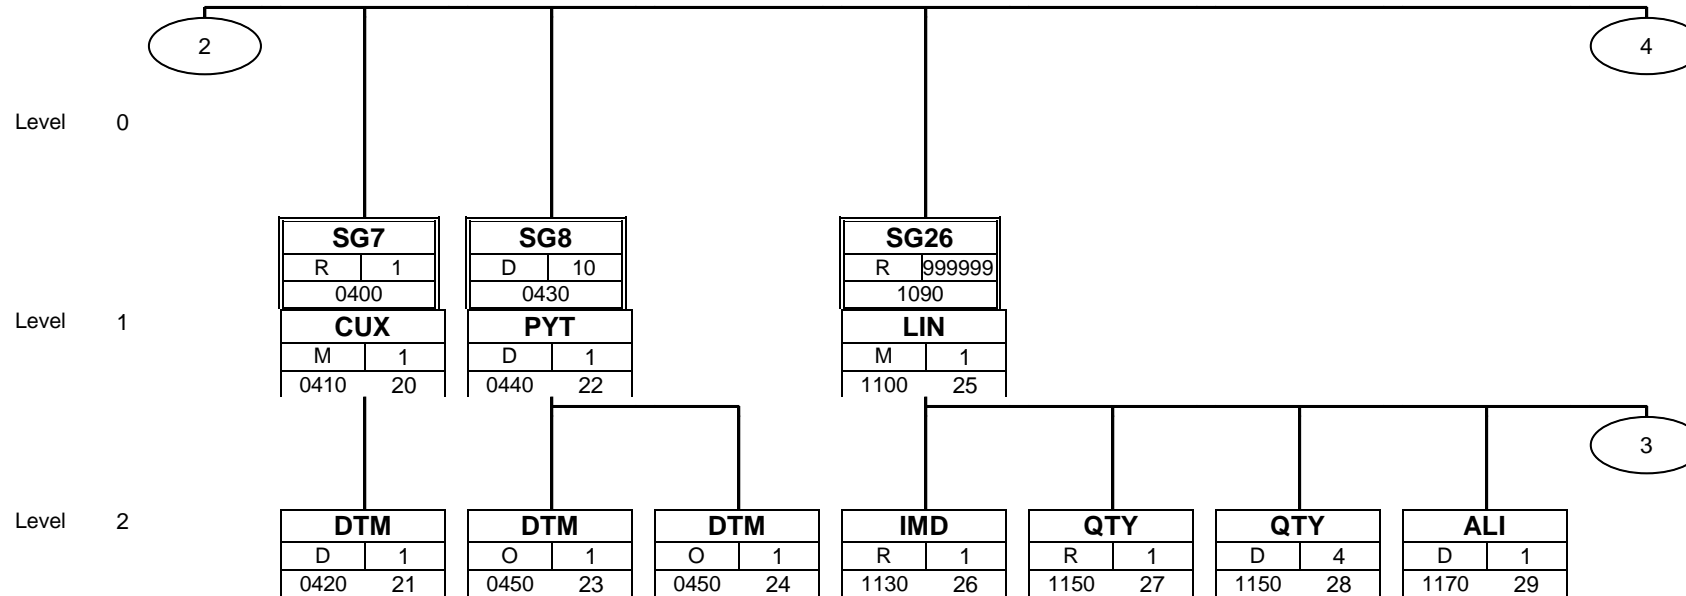 2 4
Level 0
SG7 SG8 SG26
R 1 D 10 R 999999
0400 0430 1090
Level 1 CUX PYT LIN
M 1 D 1 M 1
0410 20 0440 22 1100 25
3
Level 2 DTM DTM DTM IMD QTY QTY ALI
D 1 O 1 O 1 R 1 R 1 D 4 D 1
0420 21 0450 23 0450 24 1130 26 1150 27 1150 28 1170 29